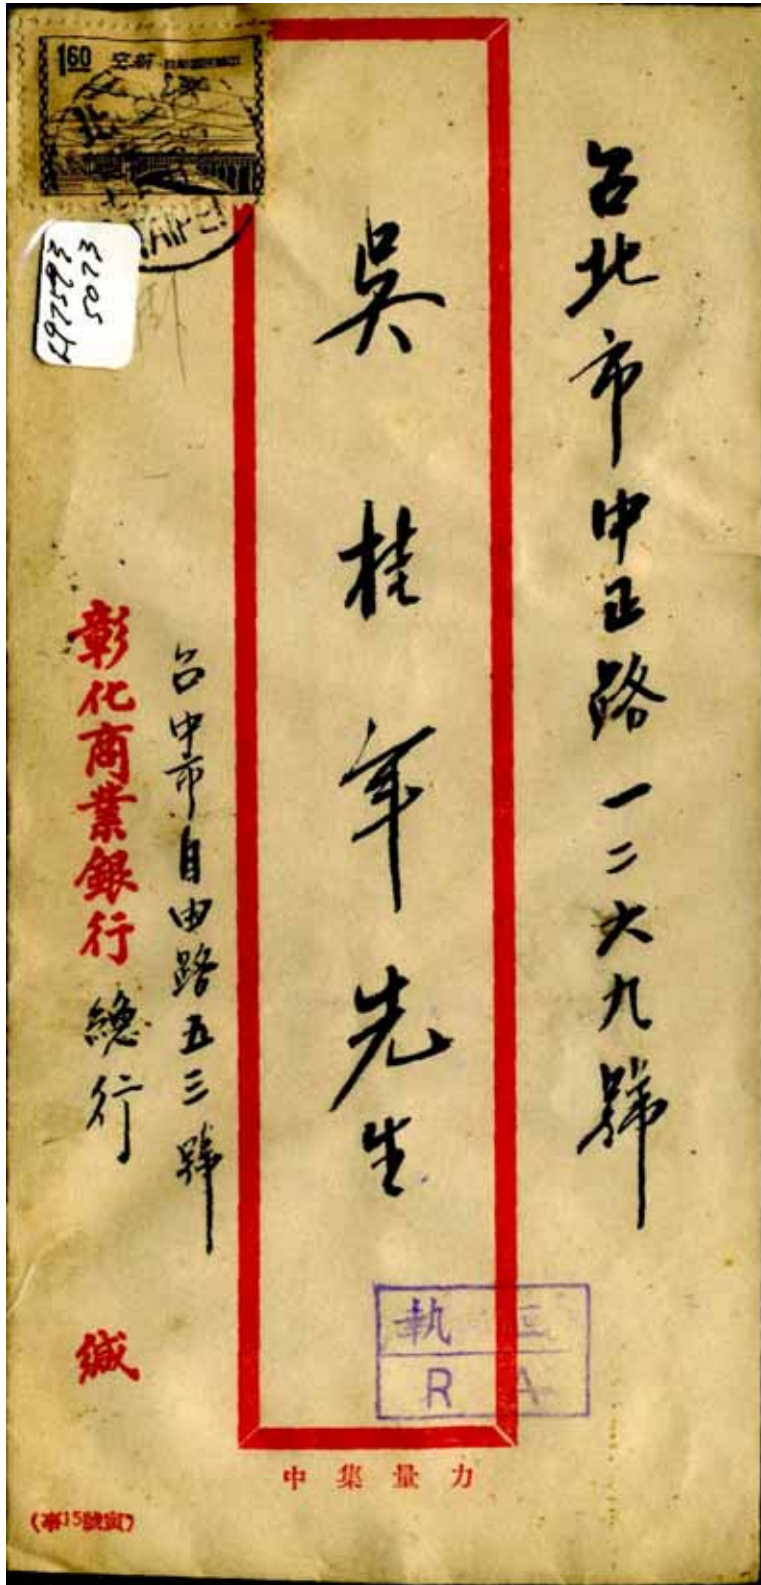 台北市中正路一二六九號
吳桂年先生
台中市自由路五三號
彰化商業銀行總行
緘
力量集中
1.60
執
R A